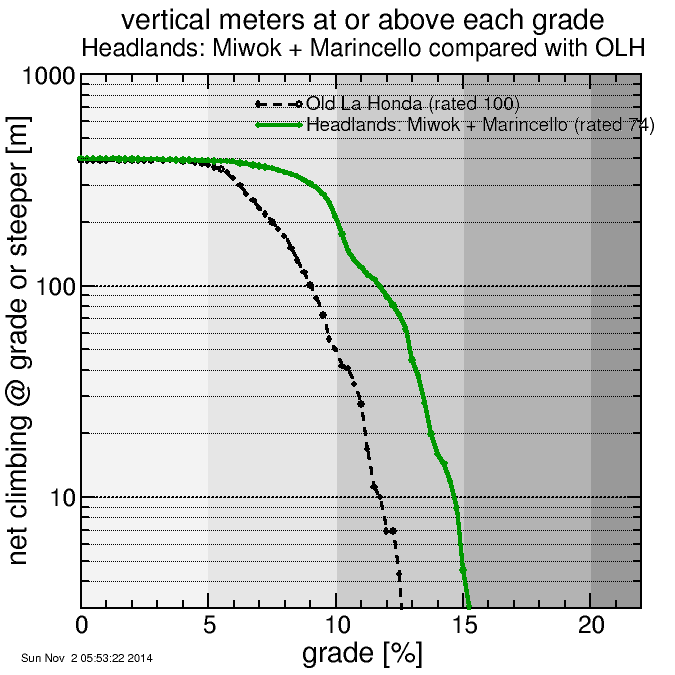 vertical meters at or above each grade
Headlands: Miwok + Marincello compared with OLH
1000
Old La Honda (rated 100)
Headlands: Miwok + Marincello (rated 74)
net climbing @ grade or steeper [m]
100
10
0 5 10 15 20
grade [%]
Sun Nov 2 05:53:22 2014